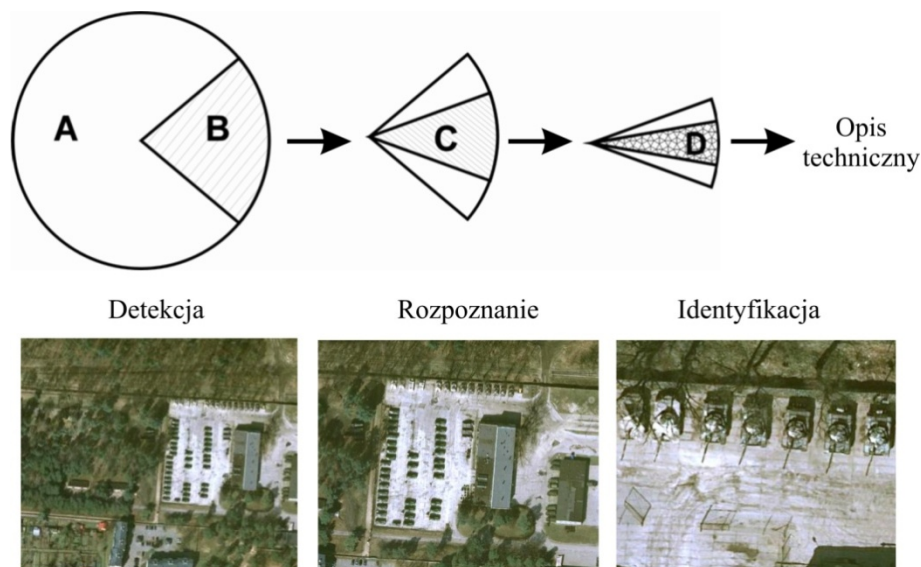 A
B
C
D
Opis
techniczny
Detekcja
Rozpoznanie
Identyfikacja